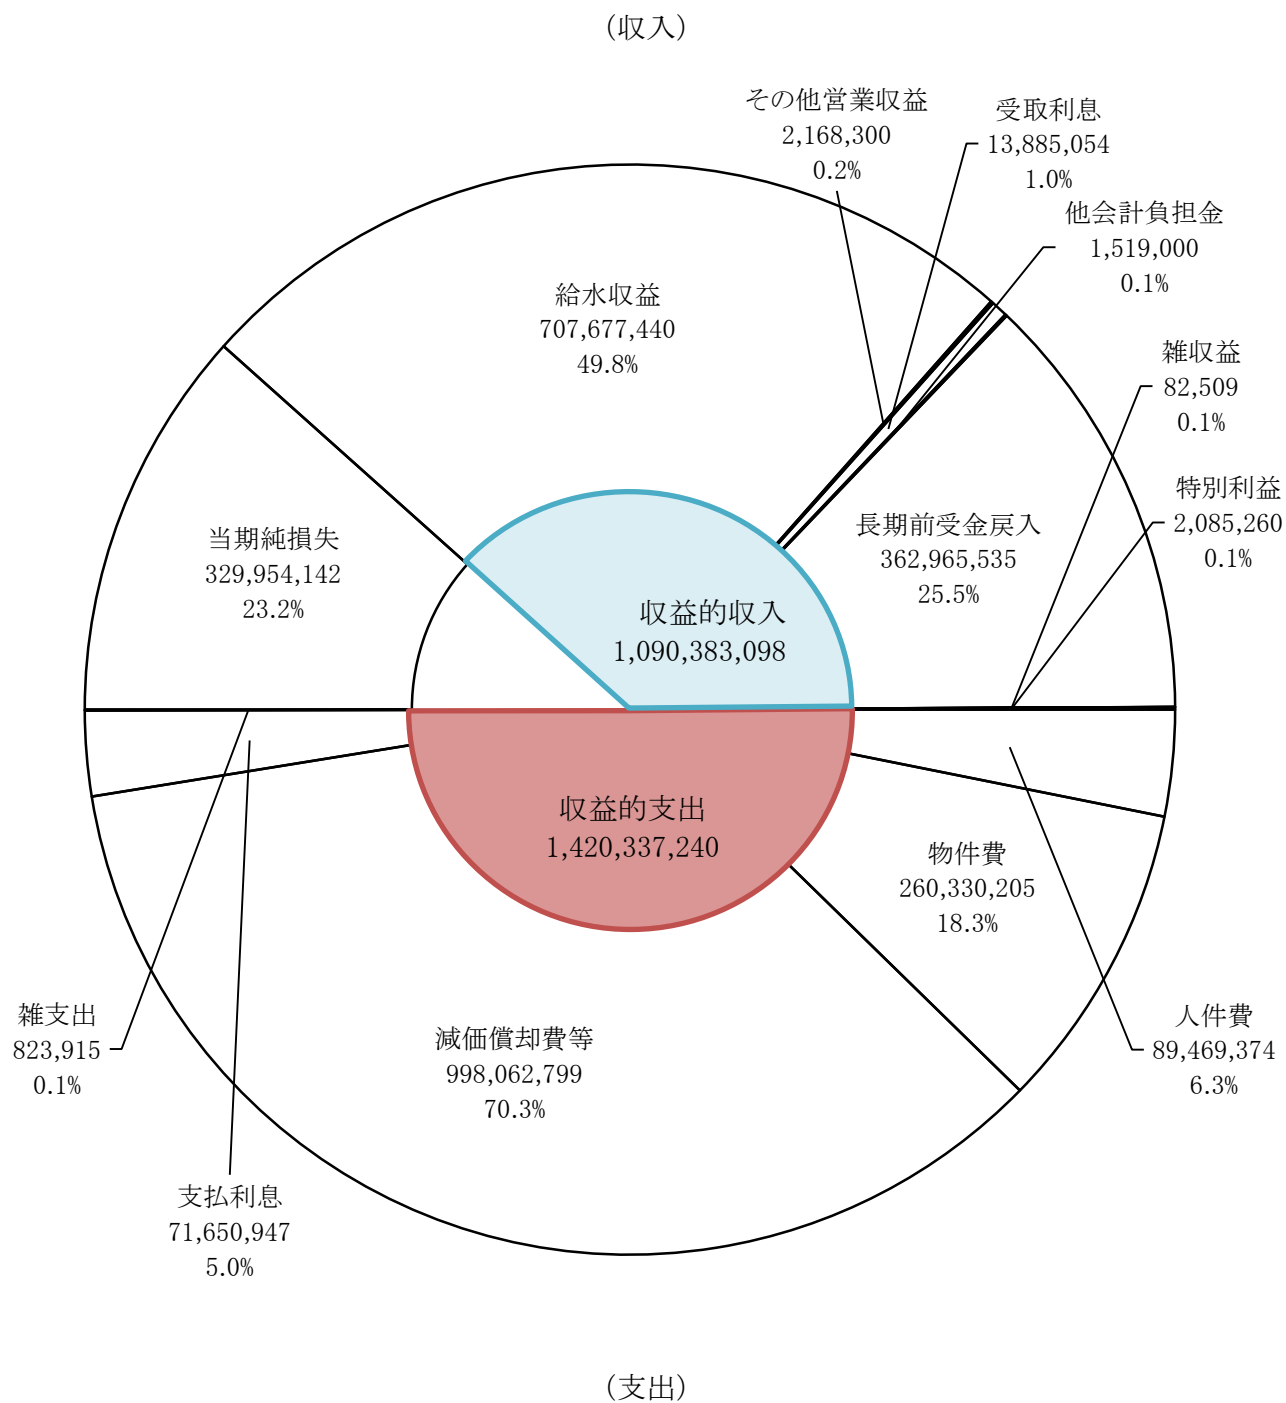 （収入）
その他営業収益
2,168,300
0.2%
受取利息
13,885,054
1.0%
他会計負担金
1,519,000
0.1%
給水収益
707,677,440
49.8%
雑収益
82,509
0.1%
特別利益
2,085,260
0.1%
長期前受金戻入
362,965,535
25.5%
当期純損失
329,954,142
23.2%
収益的収入
1,090,383,098
収益的支出
1,420,337,240
物件費
260,330,205
18.3%
人件費
89,469,374
6.3%
雑支出
823,915
0.1%
減価償却費等
998,062,799
70.3%
支払利息
71,650,947
5.0%
（支出）